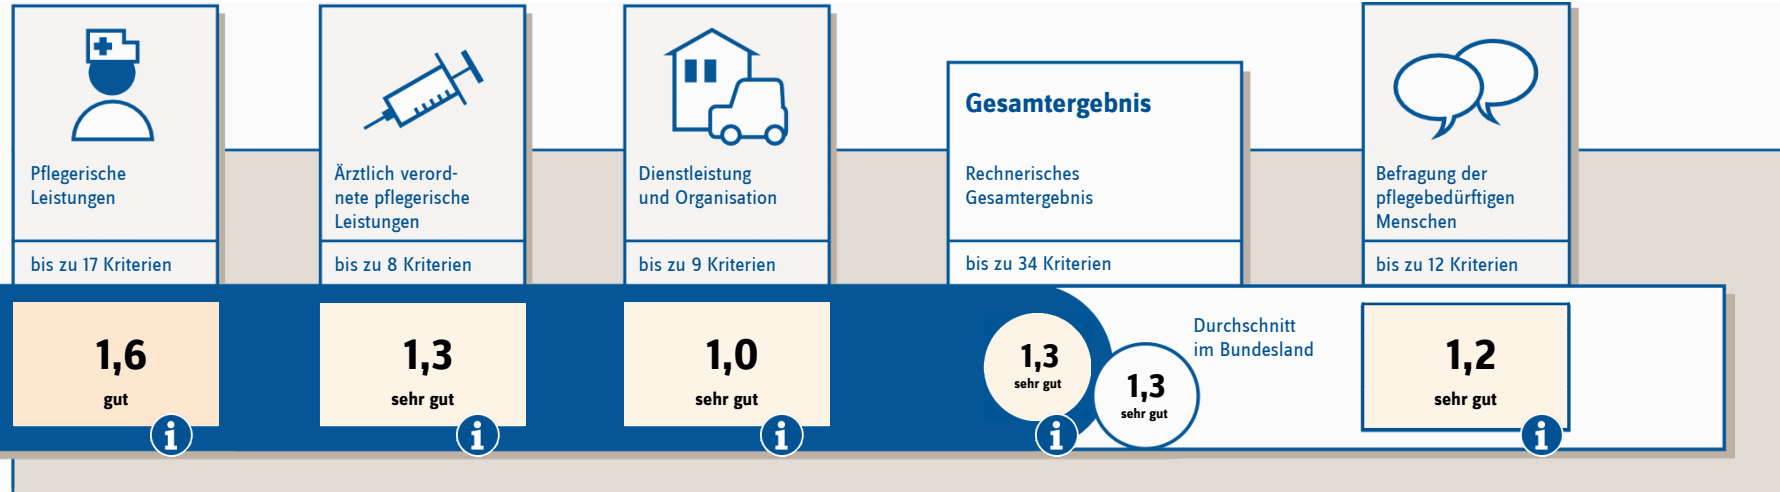 Pflegerische
Leistungen
bis zu 17 Kriterien
1,6
gut
i
Ärztlich verord-
nete pflegerische
Leistungen
bis zu 8 Kriterien
1,3
sehr gut
i
Dienstleistung
und Organisation
bis zu 9 Kriterien
1,0
sehr gut
i
Gesamtergebnis
Rechnerisches
Gesamtergebnis
bis zu 34 Kriterien
1,3
sehr gut
i
1,3
sehr gut
Durchschnitt
im Bundesland
Befragung der
pflegebedürftigen
Menschen
bis zu 12 Kriterien
1,2
sehr gut
i